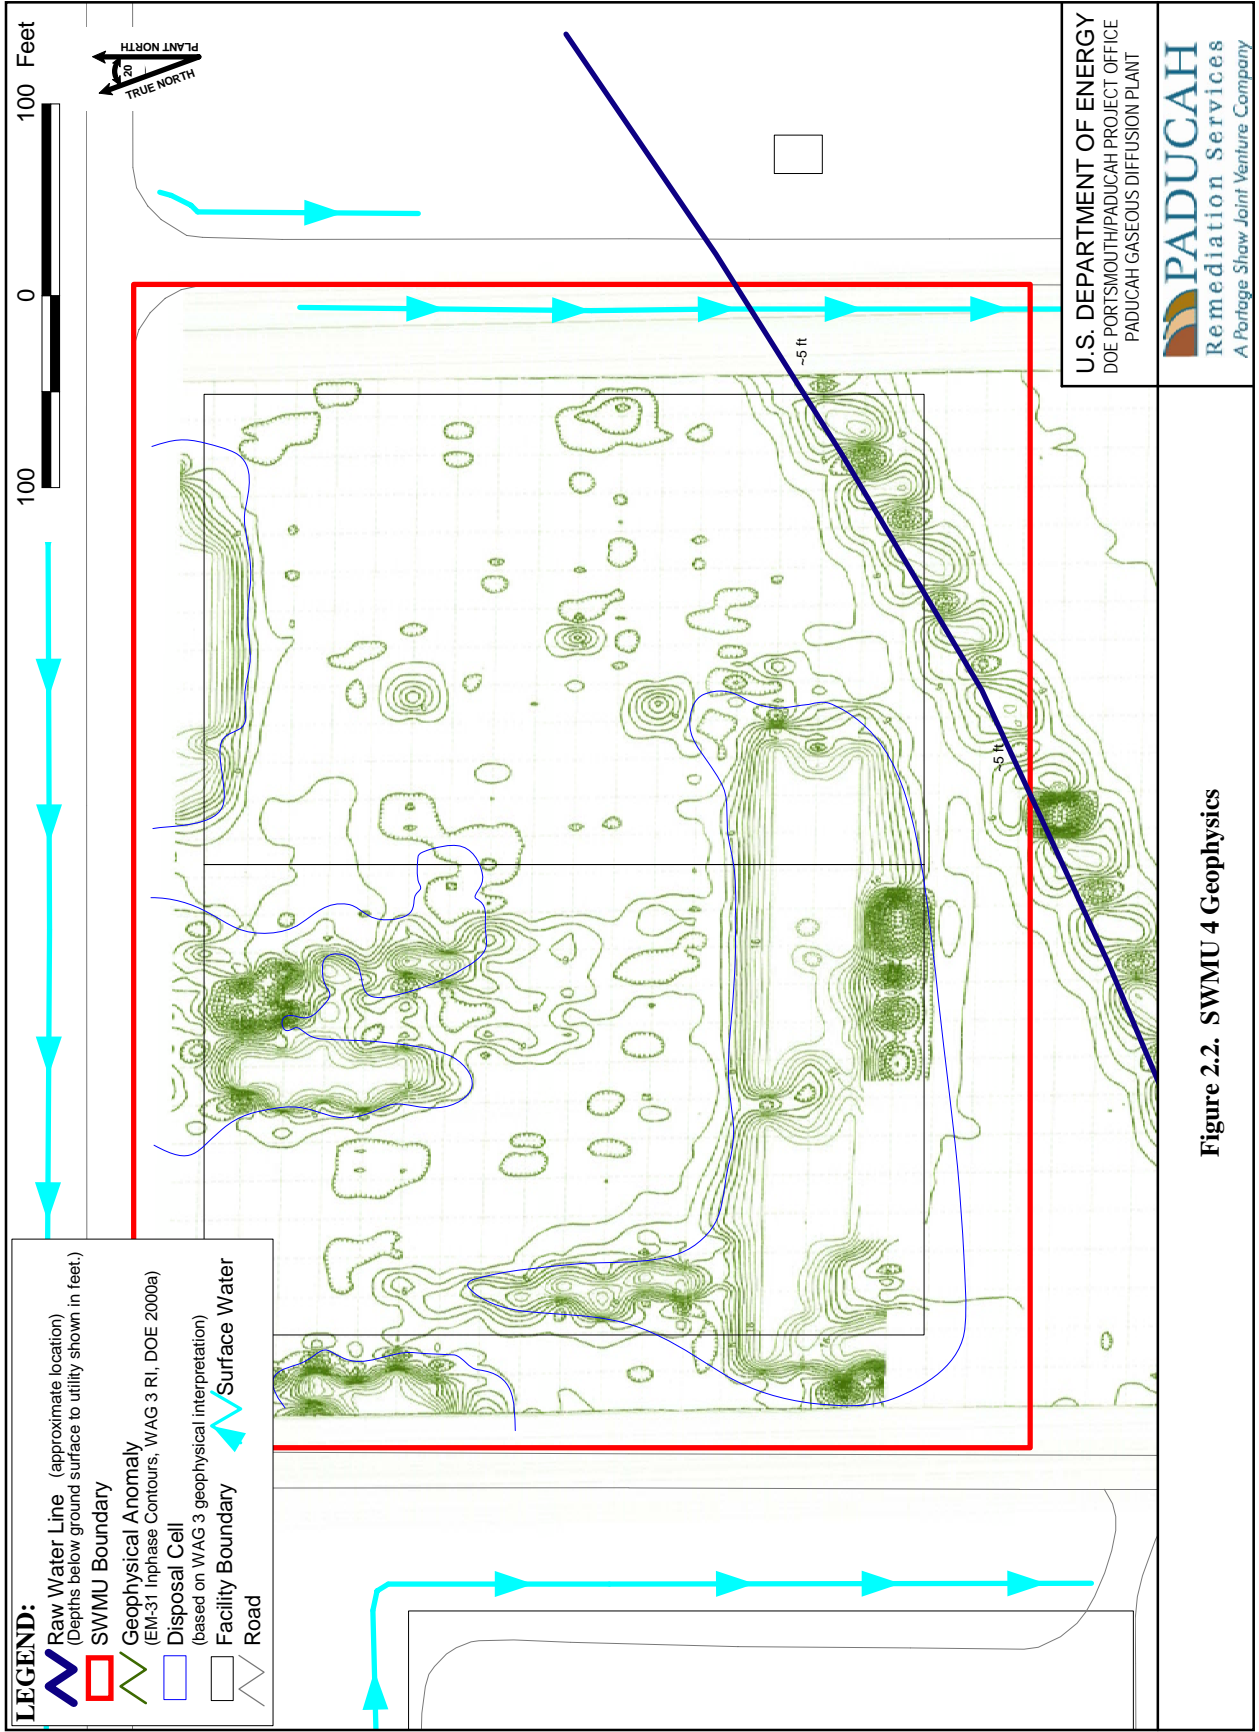 100 0 100 Feet
PLANT NORTH
20
TRUE NORTH
LEGEND:
Raw Water Line (approximate location)
(Depths below ground surface to utility shown in feet.)
SWMU Boundary
Geophysical Anomaly
(EM-31 Inphase Contours, WAG 3 RI, DOE 2000a)
Disposal Cell
(based on WAG 3 geophysical interpretation)
Facility Boundary
Surface Water
Road
~5 ft
~5 ft
U.S. DEPARTMENT OF ENERGY
DOE PORTSMOUTH/PADUCAH PROJECT OFFICE
PADUCAH GASEOUS DIFFUSION PLANT
PADUCAH
Remediation Services
A Portage Shaw Joint Venture Company
Figure 2.2. SWMU 4 Geophysics